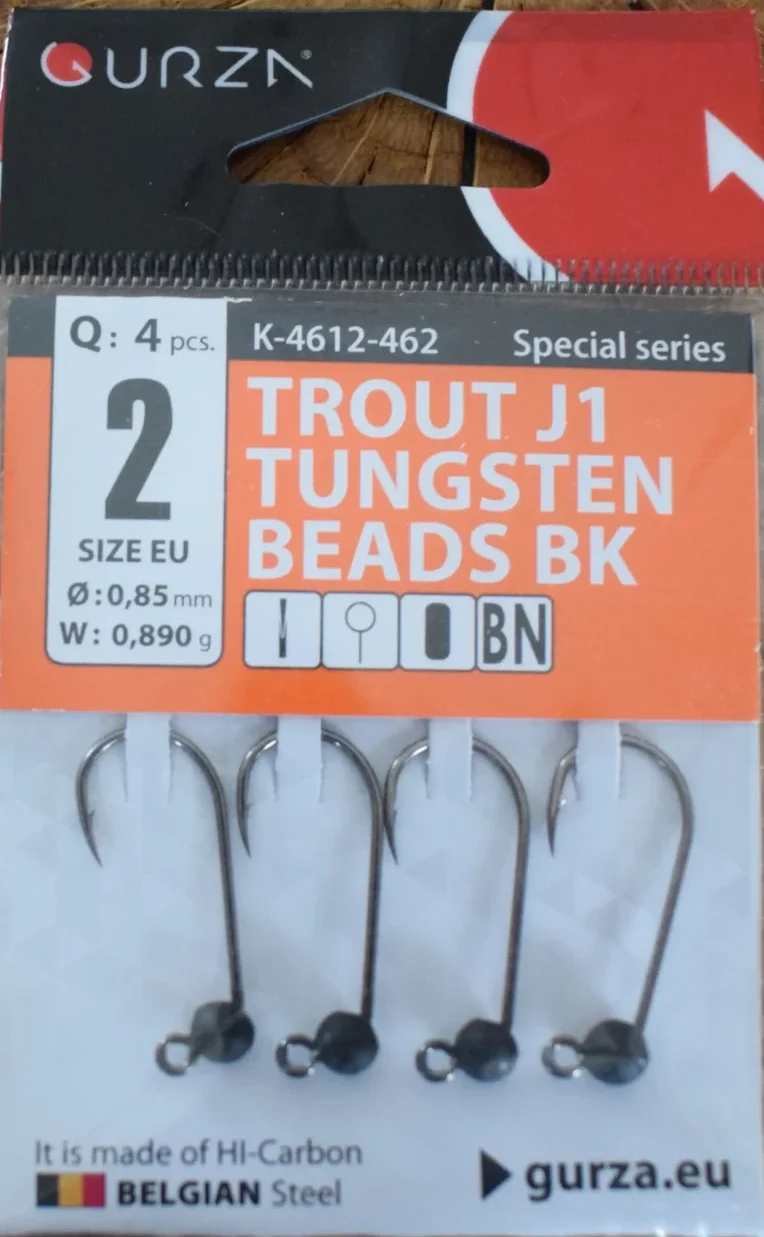 GURZA®
Q: 4 pcs.
K-4612-462 Special series
2
SIZE EU
Ø:0,85 mm
W: 0,890 g
TROUT J1
TUNGSTEN
BEADS BK
BN
It is made of HI-Carbon
BELGIAN Steel
gurza.eu